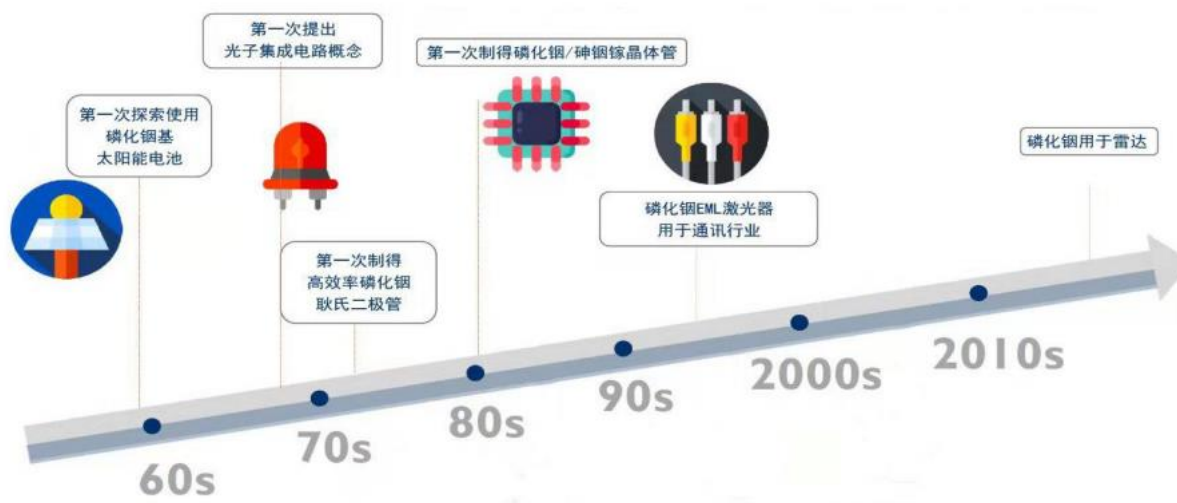 第一次探索使用
磷化铟基
太阳能电池
第一次提出
光子集成电路概念
第一次制得
高效率磷化铟
耿氏二极管
第一次制得磷化铟/砷铟镓晶体管
磷化铟EML激光器
用于通讯行业
磷化铟用于雷达
60s
70s
80s
90s
2000s
2010s